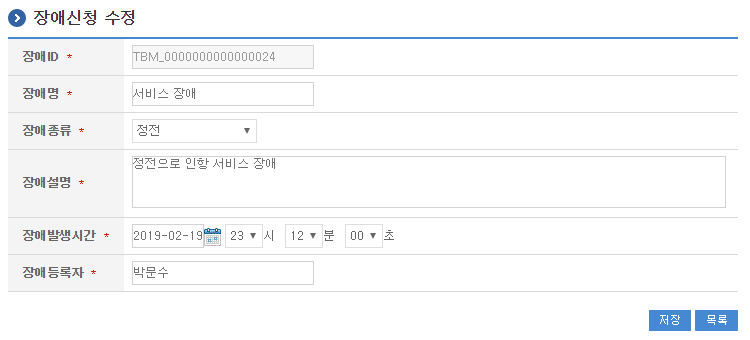 장애신청 수정
장애ID * TBM_0000000000000024
장애명 * 서비스 장애
장애종류 * 정전
장애설명 * 정전으로 인항 서비스 장애
장애발생시간 * 2019-02-19 23 시 12 분 00 초
장애등록자 * 박문수
저장 목록